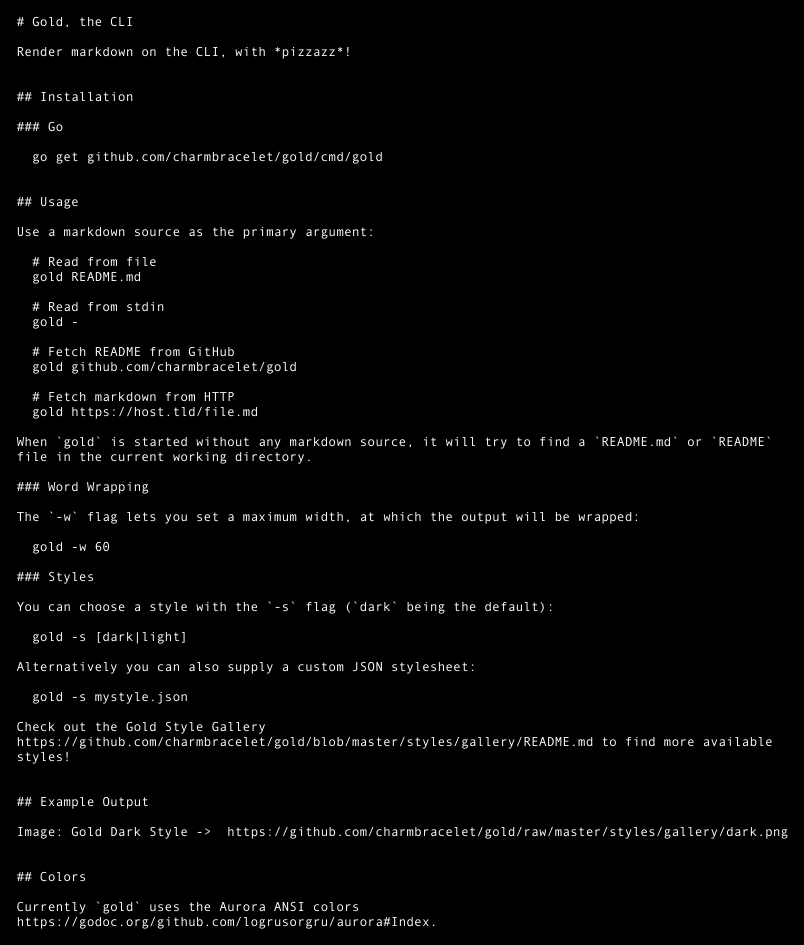 # Gold, the CLI
Render markdown on the CLI, with *pizzazz*!
## Installation
### Go
go get github.com/charmbracelet/gold/cmd/gold
## Usage
Use a markdown source as the primary argument:
# Read from file
gold README.md
# Read from stdin
gold -
# Fetch README from GitHub
gold github.com/charmbracelet/gold
# Fetch markdown from HTTP
gold https://host.tld/file.md
When `gold` is started without any markdown source, it will try to find a `README.md` or `README`
file in the current working directory.
### Word Wrapping
The `-w` flag lets you set a maximum width, at which the output will be wrapped:
gold -w 60
### Styles
You can choose a style with the `-s` flag (`dark` being the default):
gold -s [dark|light]
Alternatively you can also supply a custom JSON stylesheet:
gold -s mystyle.json
Check out the Gold Style Gallery
https://github.com/charmbracelet/gold/blob/master/styles/gallery/README.md to find more available
styles!
## Example Output
Image: Gold Dark Style ->  https://github.com/charmbracelet/gold/raw/master/styles/gallery/dark.png
## Colors
Currently `gold` uses the Aurora ANSI colors
https://godoc.org/github.com/logrusorgru/aurora#Index.